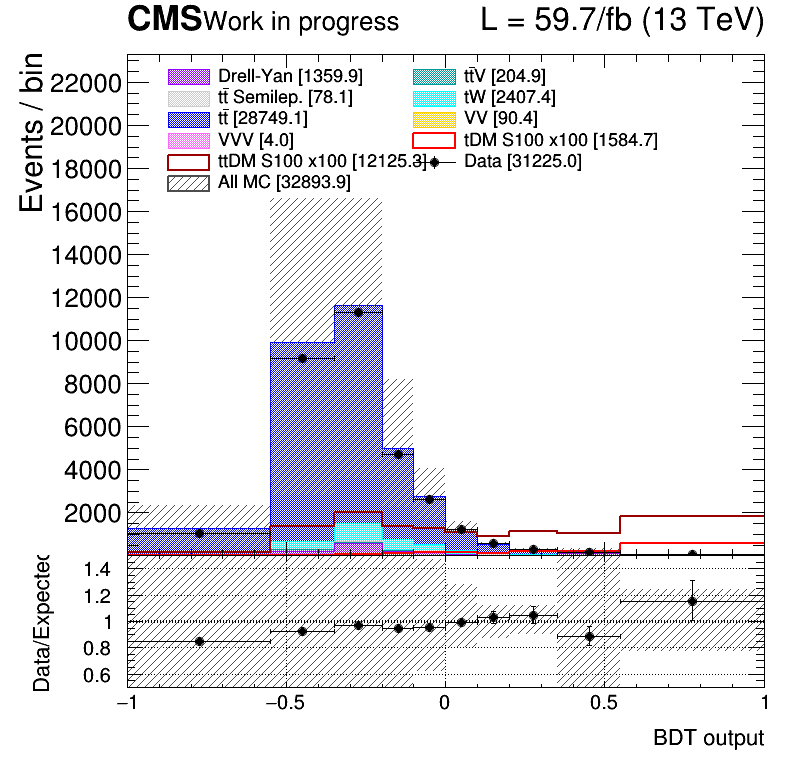 CMS Work in progress L = 59.7/fb (13 TeV)
Events / bin
22000
20000
18000
16000
14000
12000
10000
8000
6000
4000
2000
Drell-Yan [1359.9] tt̄V [204.9]
tt̄ Semilep. [78.1] tW [2407.4]
tt̄ [28749.1] VV [90.4]
VVV [4.0] tDM S100 x100 [1584.7]
ttDM S100 x100 [12125.3] Data [31225.0]
All MC [32893.9]
Data/Expected
1.4
1.2
1
0.8
0.6
−1 −0.5 0 0.5 1
BDT output